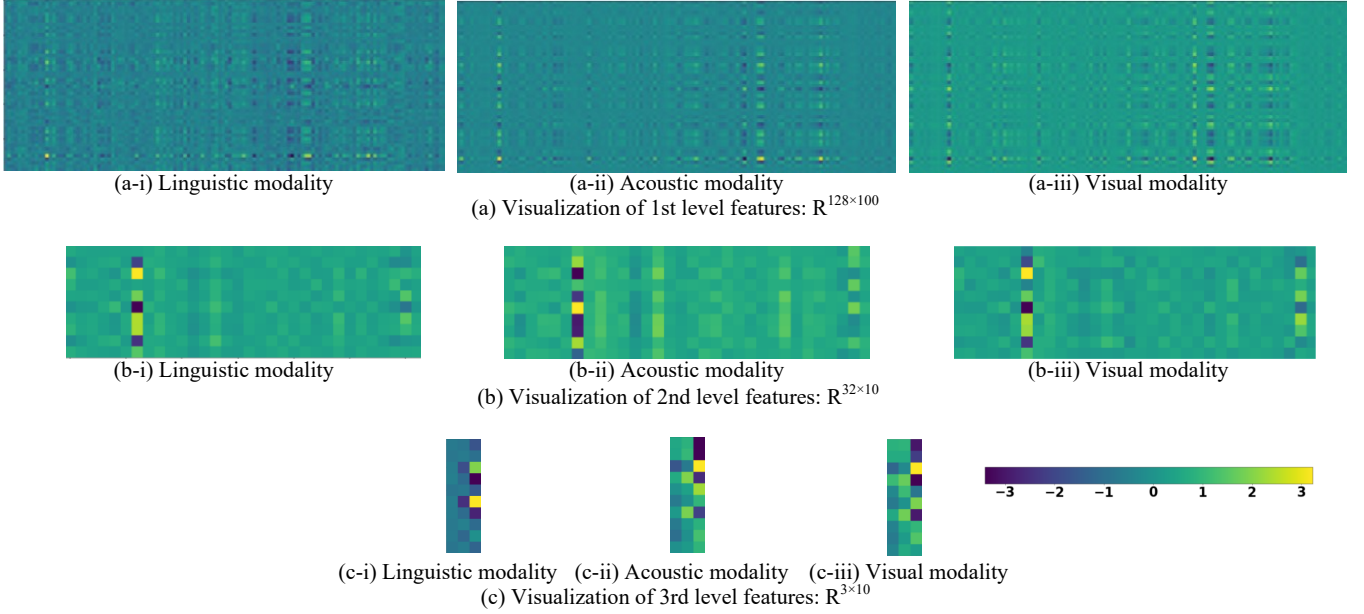 (a-i) Linguistic modality (a-ii) Acoustic modality (a-iii) Visual modality
(a) Visualization of 1st level features: R^128×100
(b-i) Linguistic modality (b-ii) Acoustic modality (b-iii) Visual modality
(b) Visualization of 2nd level features: R^32×10
−3 −2 −1 0 1 2 3
(c-i) Linguistic modality (c-ii) Acoustic modality (c-iii) Visual modality
(c) Visualization of 3rd level features: R^3×10